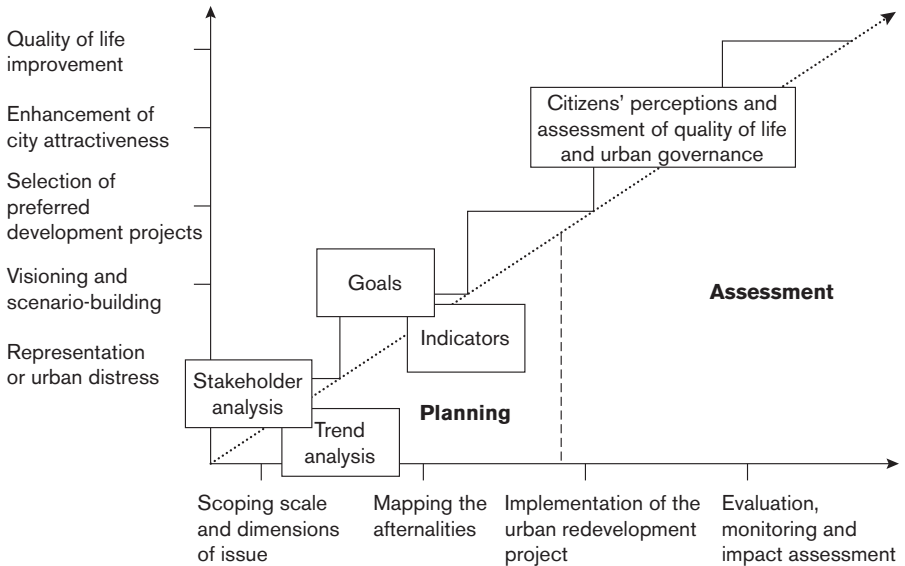 Quality of life
improvement
Enhancement of
city attractiveness
Selection of
preferred
development projects
Visioning and
scenario-building
Representation
or urban distress
Citizens' perceptions and
assessment of quality of life
and urban governance
Goals
Indicators
Assessment
Stakeholder
analysis
Planning
Trend
analysis
Scoping scale
and dimensions
of issue
Mapping the
afternalities
Implementation of the
urban redevelopment
project
Evaluation,
monitoring and
impact assessment